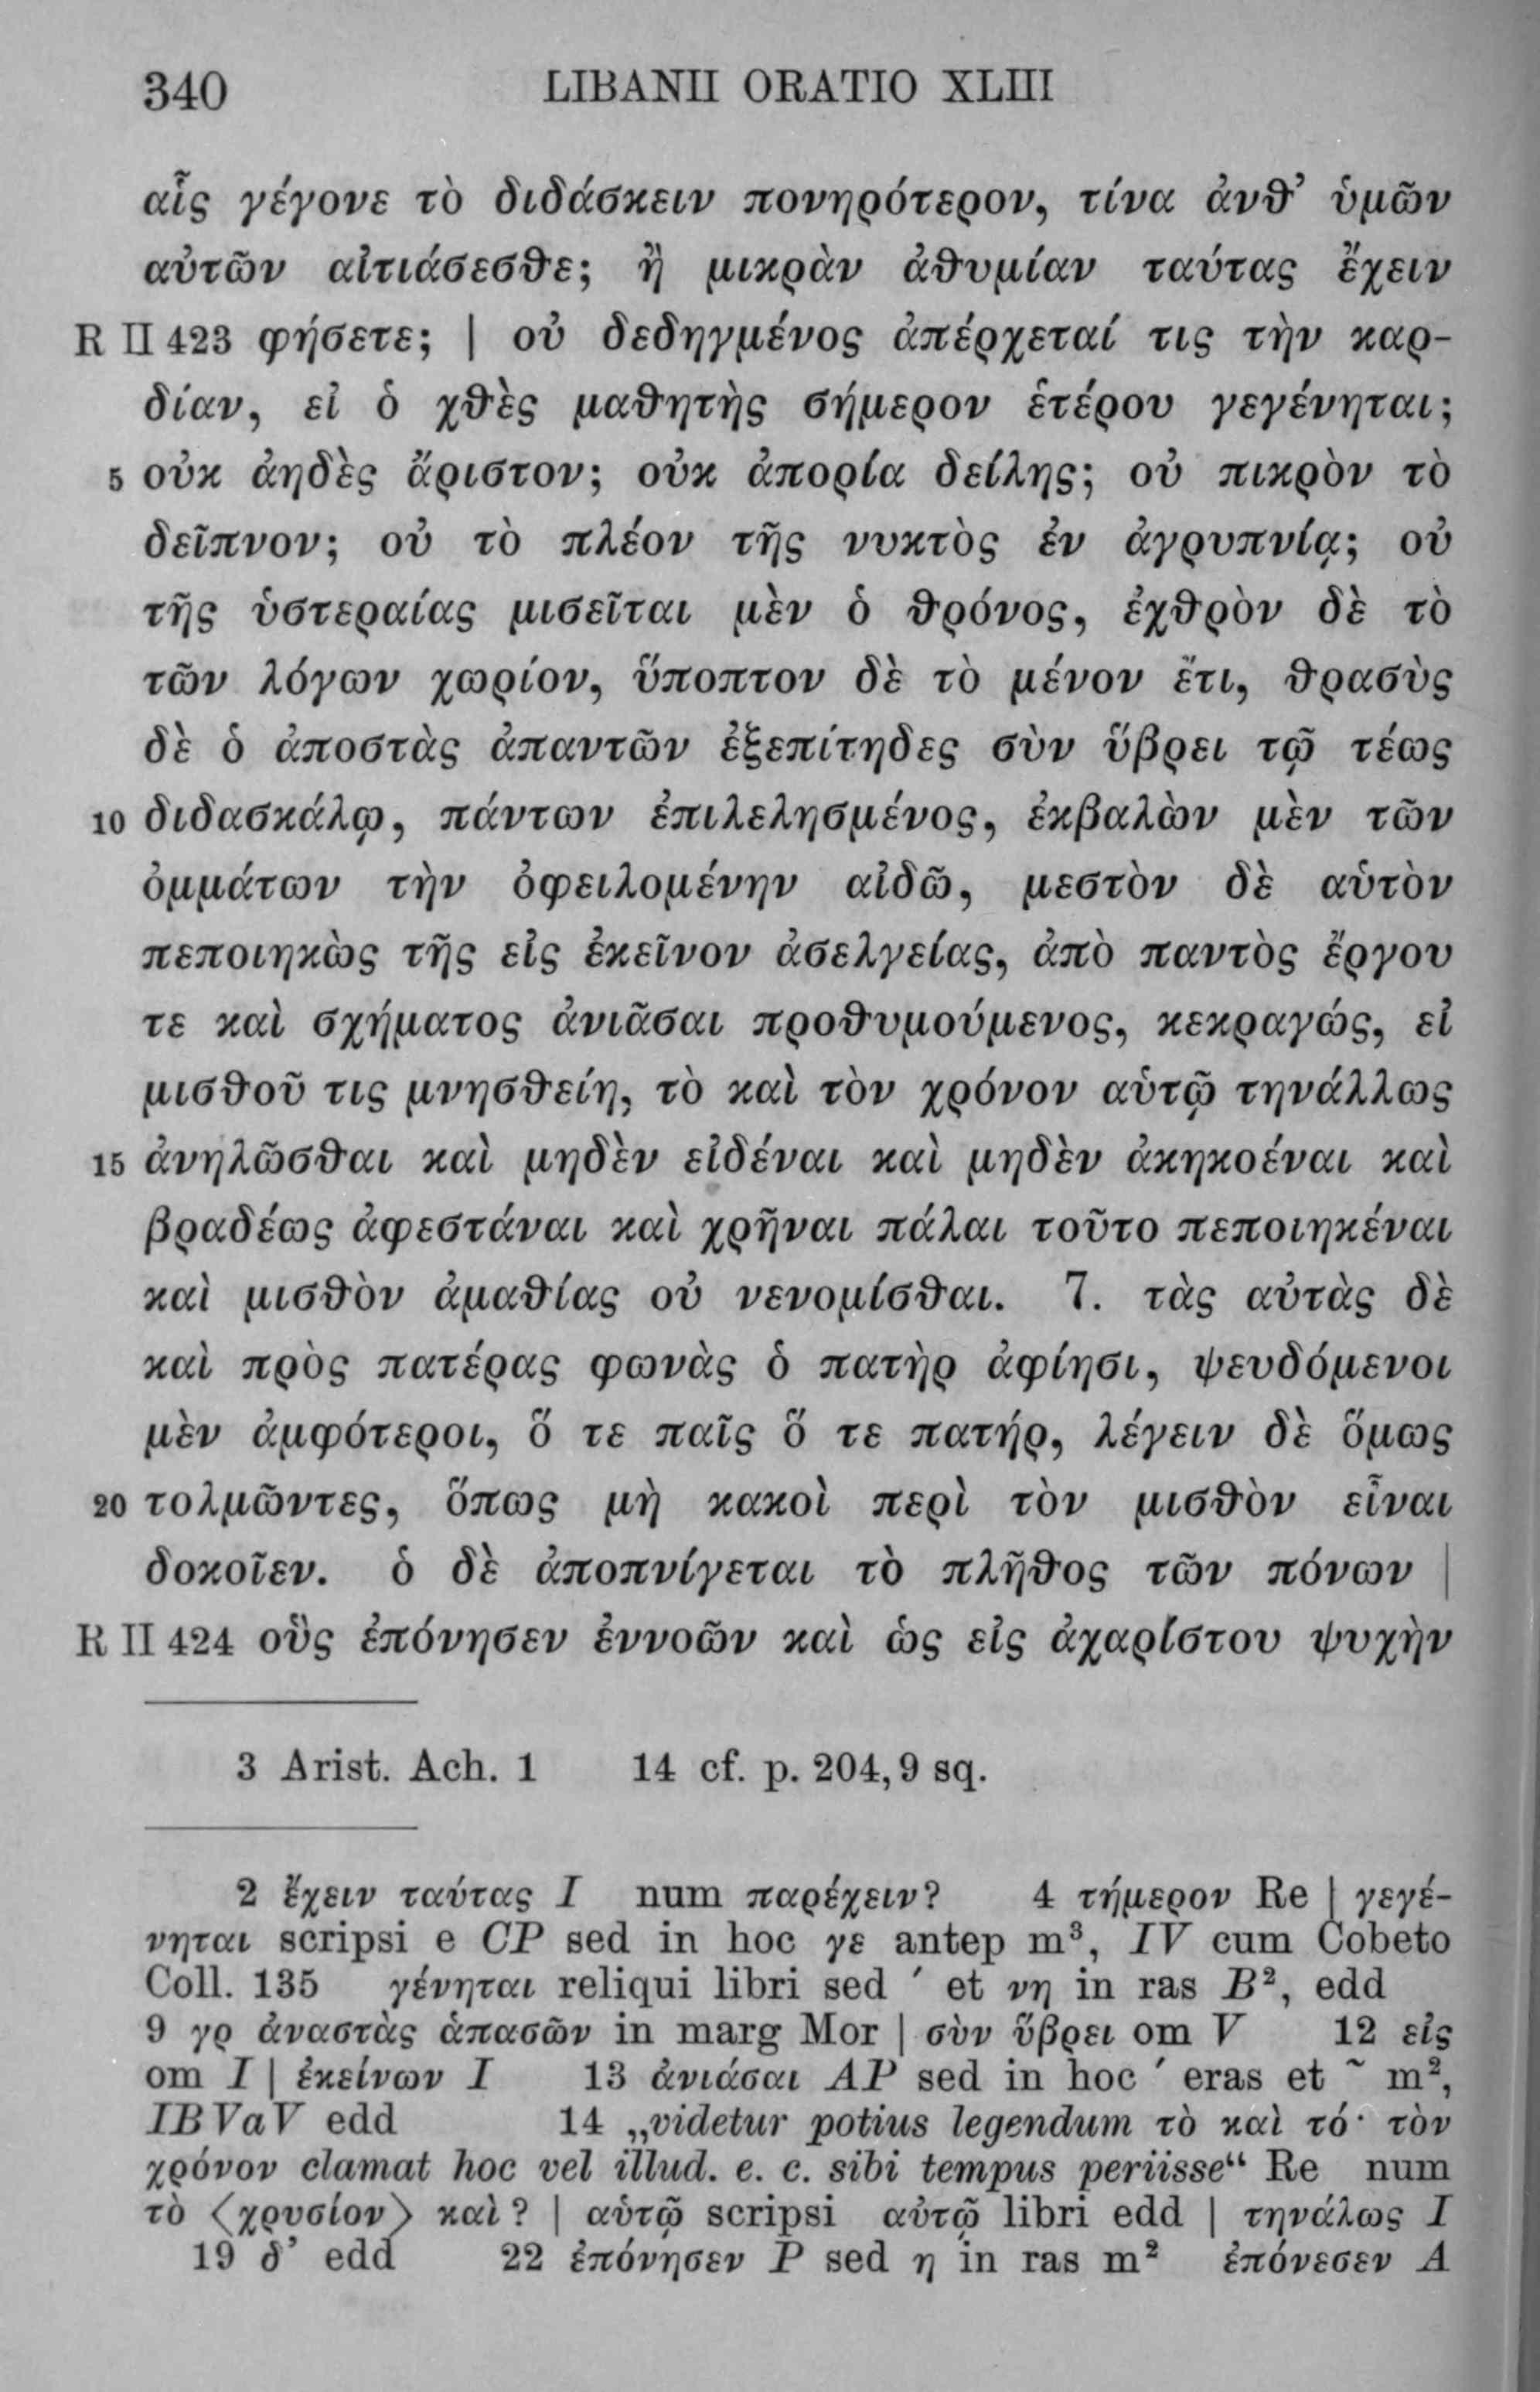 340 LIBANII ORATIO XLIII
αἷς γέγονε τὸ διδάσκειν πονηρότερον, τίνα ἀνθ’ ὑμῶν
αὐτῶν αἰτιάσεσθε; ἢ μικρὰν ἀθυμίαν ταύτας ἔχειν
R II 423 φήσετε; | οὐ δεδηγμένος ἀπέρχεταί τις τὴν καρ-
δίαν, εἰ ὁ χθὲς μαθητὴς σήμερον ἑτέρου γεγένηται;
5 οὐκ ἀηδὲς ἄριστον; οὐκ ἀπορία δείλης; οὐ πικρὸν τὸ
δεῖπνον; οὐ τὸ πλέον τῆς νυκτὸς ἐν ἀγρυπνίᾳ; οὐ
τῆς ὑστεραίας μισεῖται μὲν ὁ θρόνος, ἐχθρὸν δὲ τὸ
τῶν λόγων χωρίον, ὕποπτον δὲ τὸ μένον ἔτι, θρασὺς
δὲ ὁ ἀποστὰς ἀπαντῶν ἐξεπίτηδες σὺν ὕβρει τῷ τέως
10 διδασκάλῳ, πάντων ἐπιλελησμένος, ἐκβαλὼν μὲν τῶν
ὀμμάτων τὴν ὀφειλομένην αἰδῶ, μεστὸν δὲ αὑτὸν
πεποιηκὼς τῆς εἰς ἐκεῖνον ἀσελγείας, ἀπὸ παντὸς ἔργου
τε καὶ σχήματος ἀνιᾶσαι προθυμούμενος, κεκραγώς, εἰ
μισθοῦ τις μνησθείη, τὸ καὶ τὸν χρόνον αὑτῷ τηνάλλως
15 ἀνηλῶσθαι καὶ μηδὲν εἰδέναι καὶ μηδὲν ἀκηκοέναι καὶ
βραδέως ἀφεστάναι καὶ χρῆναι πάλαι τοῦτο πεποιηκέναι
καὶ μισθὸν ἀμαθίας οὐ νενομίσθαι. 7. τὰς αὐτὰς δὲ
καὶ πρὸς πατέρας φωνὰς ὁ πατὴρ ἀφίησι, ψευδόμενοι
μὲν ἀμφότεροι, ὅ τε παῖς ὅ τε πατήρ, λέγειν δὲ ὅμως
20 τολμῶντες, ὅπως μὴ κακοὶ περὶ τὸν μισθὸν εἶναι
δοκοῖεν. ὁ δὲ ἀποπνίγεται τὸ πλῆθος τῶν πόνων |
R II 424 οὓς ἐπόνησεν ἐννοῶν καὶ ὡς εἰς ἀχαρίστου ψυχὴν
3 Arist. Ach. 1 14 cf. p. 204, 9 sq.
2 ἔχειν ταύτας I num παρέχειν? 4 τήμερον Re | γεγέ-
νηται scripsi e CP sed in hoc γε antep m³, IV cum Cobeto
Coll. 135 γένηται reliqui libri sed ´ et νη in ras B², edd
9 γρ ἀναστὰς ἁπασῶν in marg Mor | σὺν ὕβρει om V 12 εἰς
om I | ἐκείνων I 13 ἀνιάσαι AP sed in hoc ´ eras et ~ m²,
IBVaV edd 14 „videtur potius legendum τὸ καὶ τό· τὸν
χρόνον clamat hoc vel illud. e. c. sibi tempus periisse“ Re num
τὸ ⟨χρυσίον⟩ καὶ? | αὑτῷ scripsi αὐτῷ libri edd | τηνάλως I
19 δ’ edd 22 ἐπόνησεν P sed η in ras m² ἐπόνεσεν A